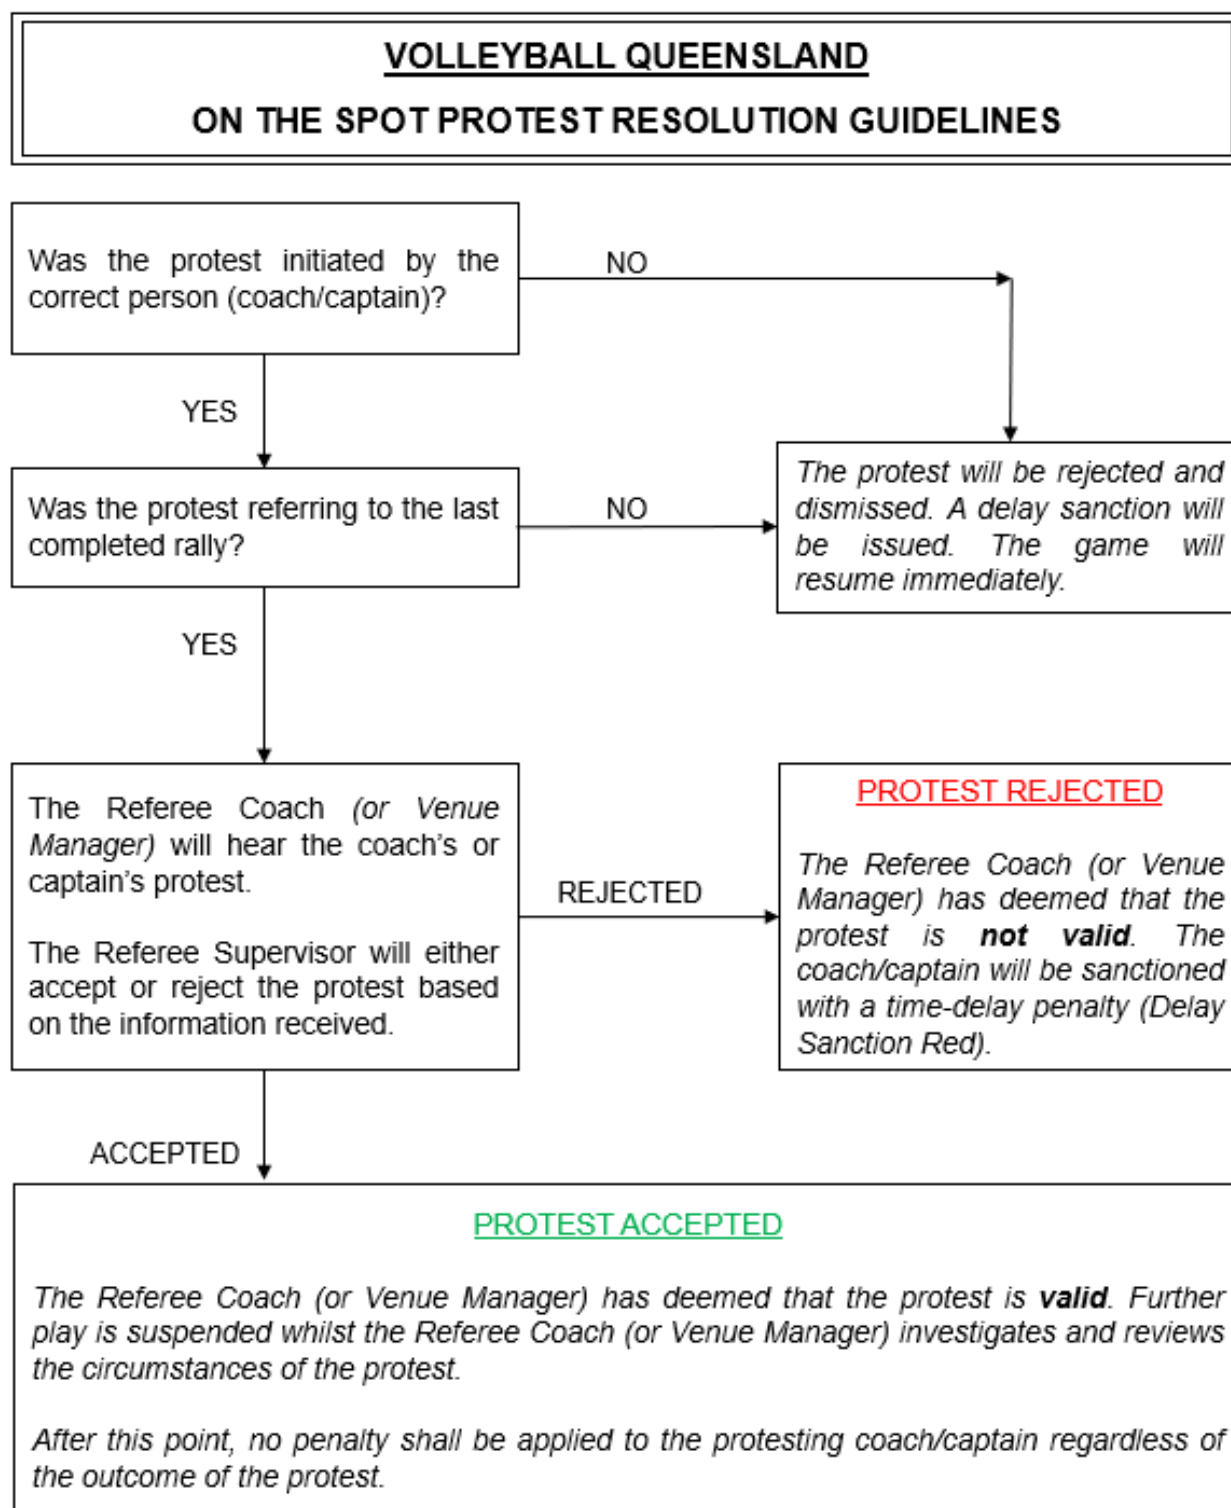 VOLLEYBALL QUEENSLAND
ON THE SPOT PROTEST RESOLUTION GUIDELINES
Was the protest initiated by the
correct person (coach/captain)?
NO
YES
Was the protest referring to the last
completed rally?
NO
The protest will be rejected and
dismissed. A delay sanction will
be issued. The game will
resume immediately.
YES
The Referee Coach (or Venue
Manager) will hear the coach's or
captain's protest.
The Referee Supervisor will either
accept or reject the protest based
on the information received.
REJECTED
PROTEST REJECTED
The Referee Coach (or Venue
Manager) has deemed that the
protest is not valid. The
coach/captain will be sanctioned
with a time-delay penalty (Delay
Sanction Red).
ACCEPTED
PROTEST ACCEPTED
The Referee Coach (or Venue Manager) has deemed that the protest is valid. Further
play is suspended whilst the Referee Coach (or Venue Manager) investigates and reviews
the circumstances of the protest.
After this point, no penalty shall be applied to the protesting coach/captain regardless of
the outcome of the protest.